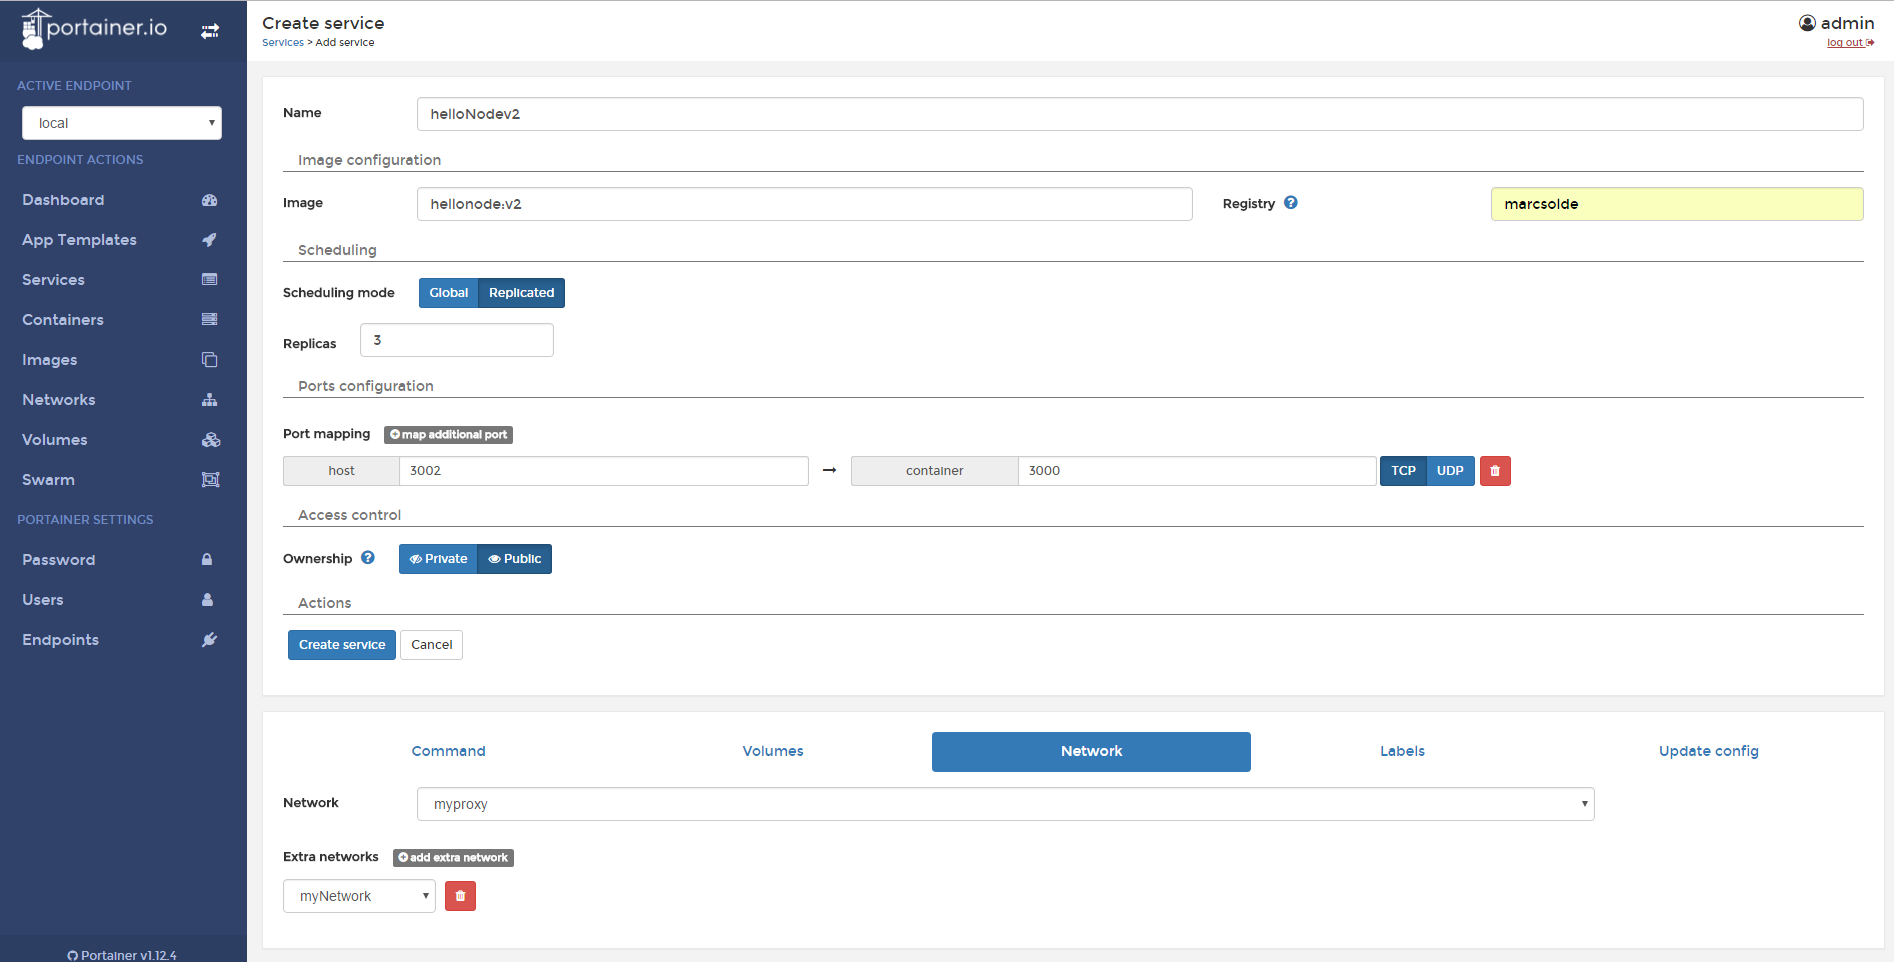 portainer.io
ACTIVE ENDPOINT
local
ENDPOINT ACTIONS
Dashboard
App Templates
Services
Containers
Images
Networks
Volumes
Swarm
PORTAINER SETTINGS
Password
Users
Endpoints
Portainer v1.12.4
Create service
Services > Add service
admin
log out
Name helloNodev2
Image configuration
Image hellonode:v2 Registry marcsolde
Scheduling
Scheduling mode Global Replicated
Replicas 3
Ports configuration
Port mapping map additional port
host 3002 → container 3000 TCP UDP
Access control
Ownership Private Public
Actions
Create service Cancel
Command Volumes Network Labels Update config
Network myproxy
Extra networks add extra network
myNetwork